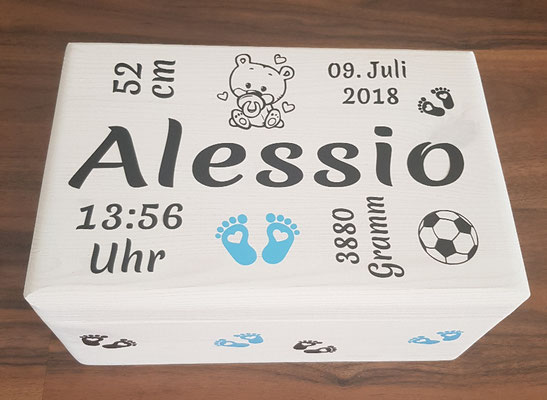 52
cm
09. Juli
2018
Alessio
13:56
Uhr
3880
Gramm